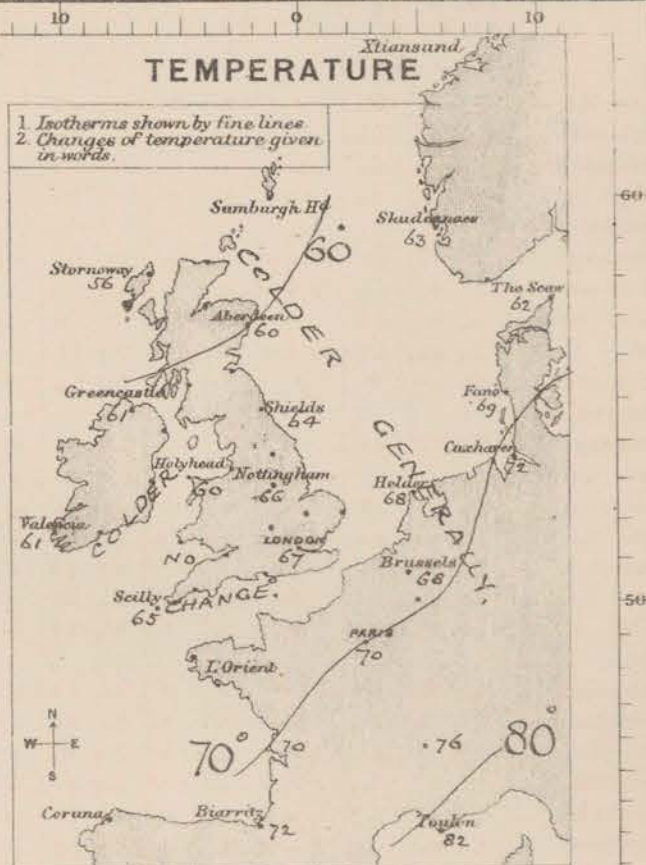 10 0 10
Xtiansand
TEMPERATURE
1. Isotherms shown by fine lines
2. Changes of temperature given
in words.
60
Sumburgh Hd
Skudesnaes
63
60°
COLDER
Stornoway
56
The Scaw
62
Aberdeen
60
Greencastle
61
Fanö
69
Shields
64
GENERALLY.
Cuxhaven
72
Holyhead
60
Nottingham
66
Helder
68
COLDER
Valencia
61
LONDON
67
NO
CHANGE.
Brussels
68
Scilly
65
50
PARIS
70
L'Orient
N
W E
S
70°
70
76
80°
Coruna
Biarritz
72
Toulon
82